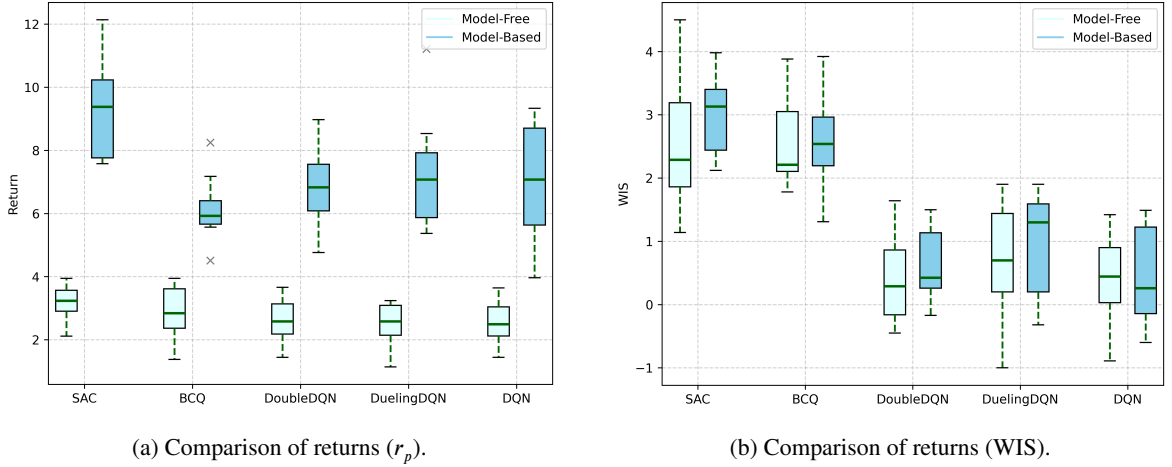 12
10
8
6
4
2
Return
SAC
BCQ
DoubleDQN
DuelingDQN
DQN
Model-Free
Model-Based
(a) Comparison of returns (r_p).
4
3
2
1
0
−1
WIS
SAC
BCQ
DoubleDQN
DuelingDQN
DQN
Model-Free
Model-Based
(b) Comparison of returns (WIS).